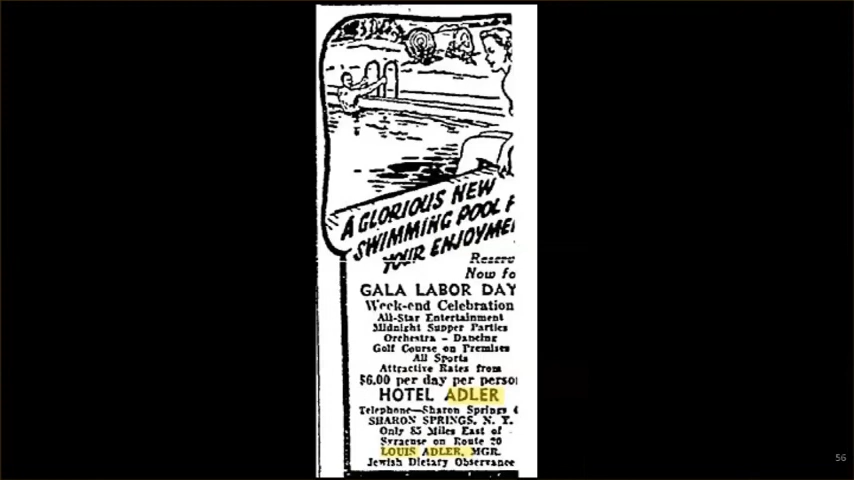 A GLORIOUS NEW
SWIMMING POOL F
YOUR ENJOYME
Reserv
Now fo
GALA LABOR DAY
Week-end Celebration
All-Star Entertainment
Midnight Supper Parties
Orchestra - Dancing
Golf Course on Premises
All Sports
Attractive Rates from
$6.00 per day per person
HOTEL ADLER
Telephone—Sharon Springs
SHARON SPRINGS, N. Y.
Only 85 Miles East of
Syracuse on Route 20
LOUIS ADLER, MGR.
Jewish Dietary Observance
56